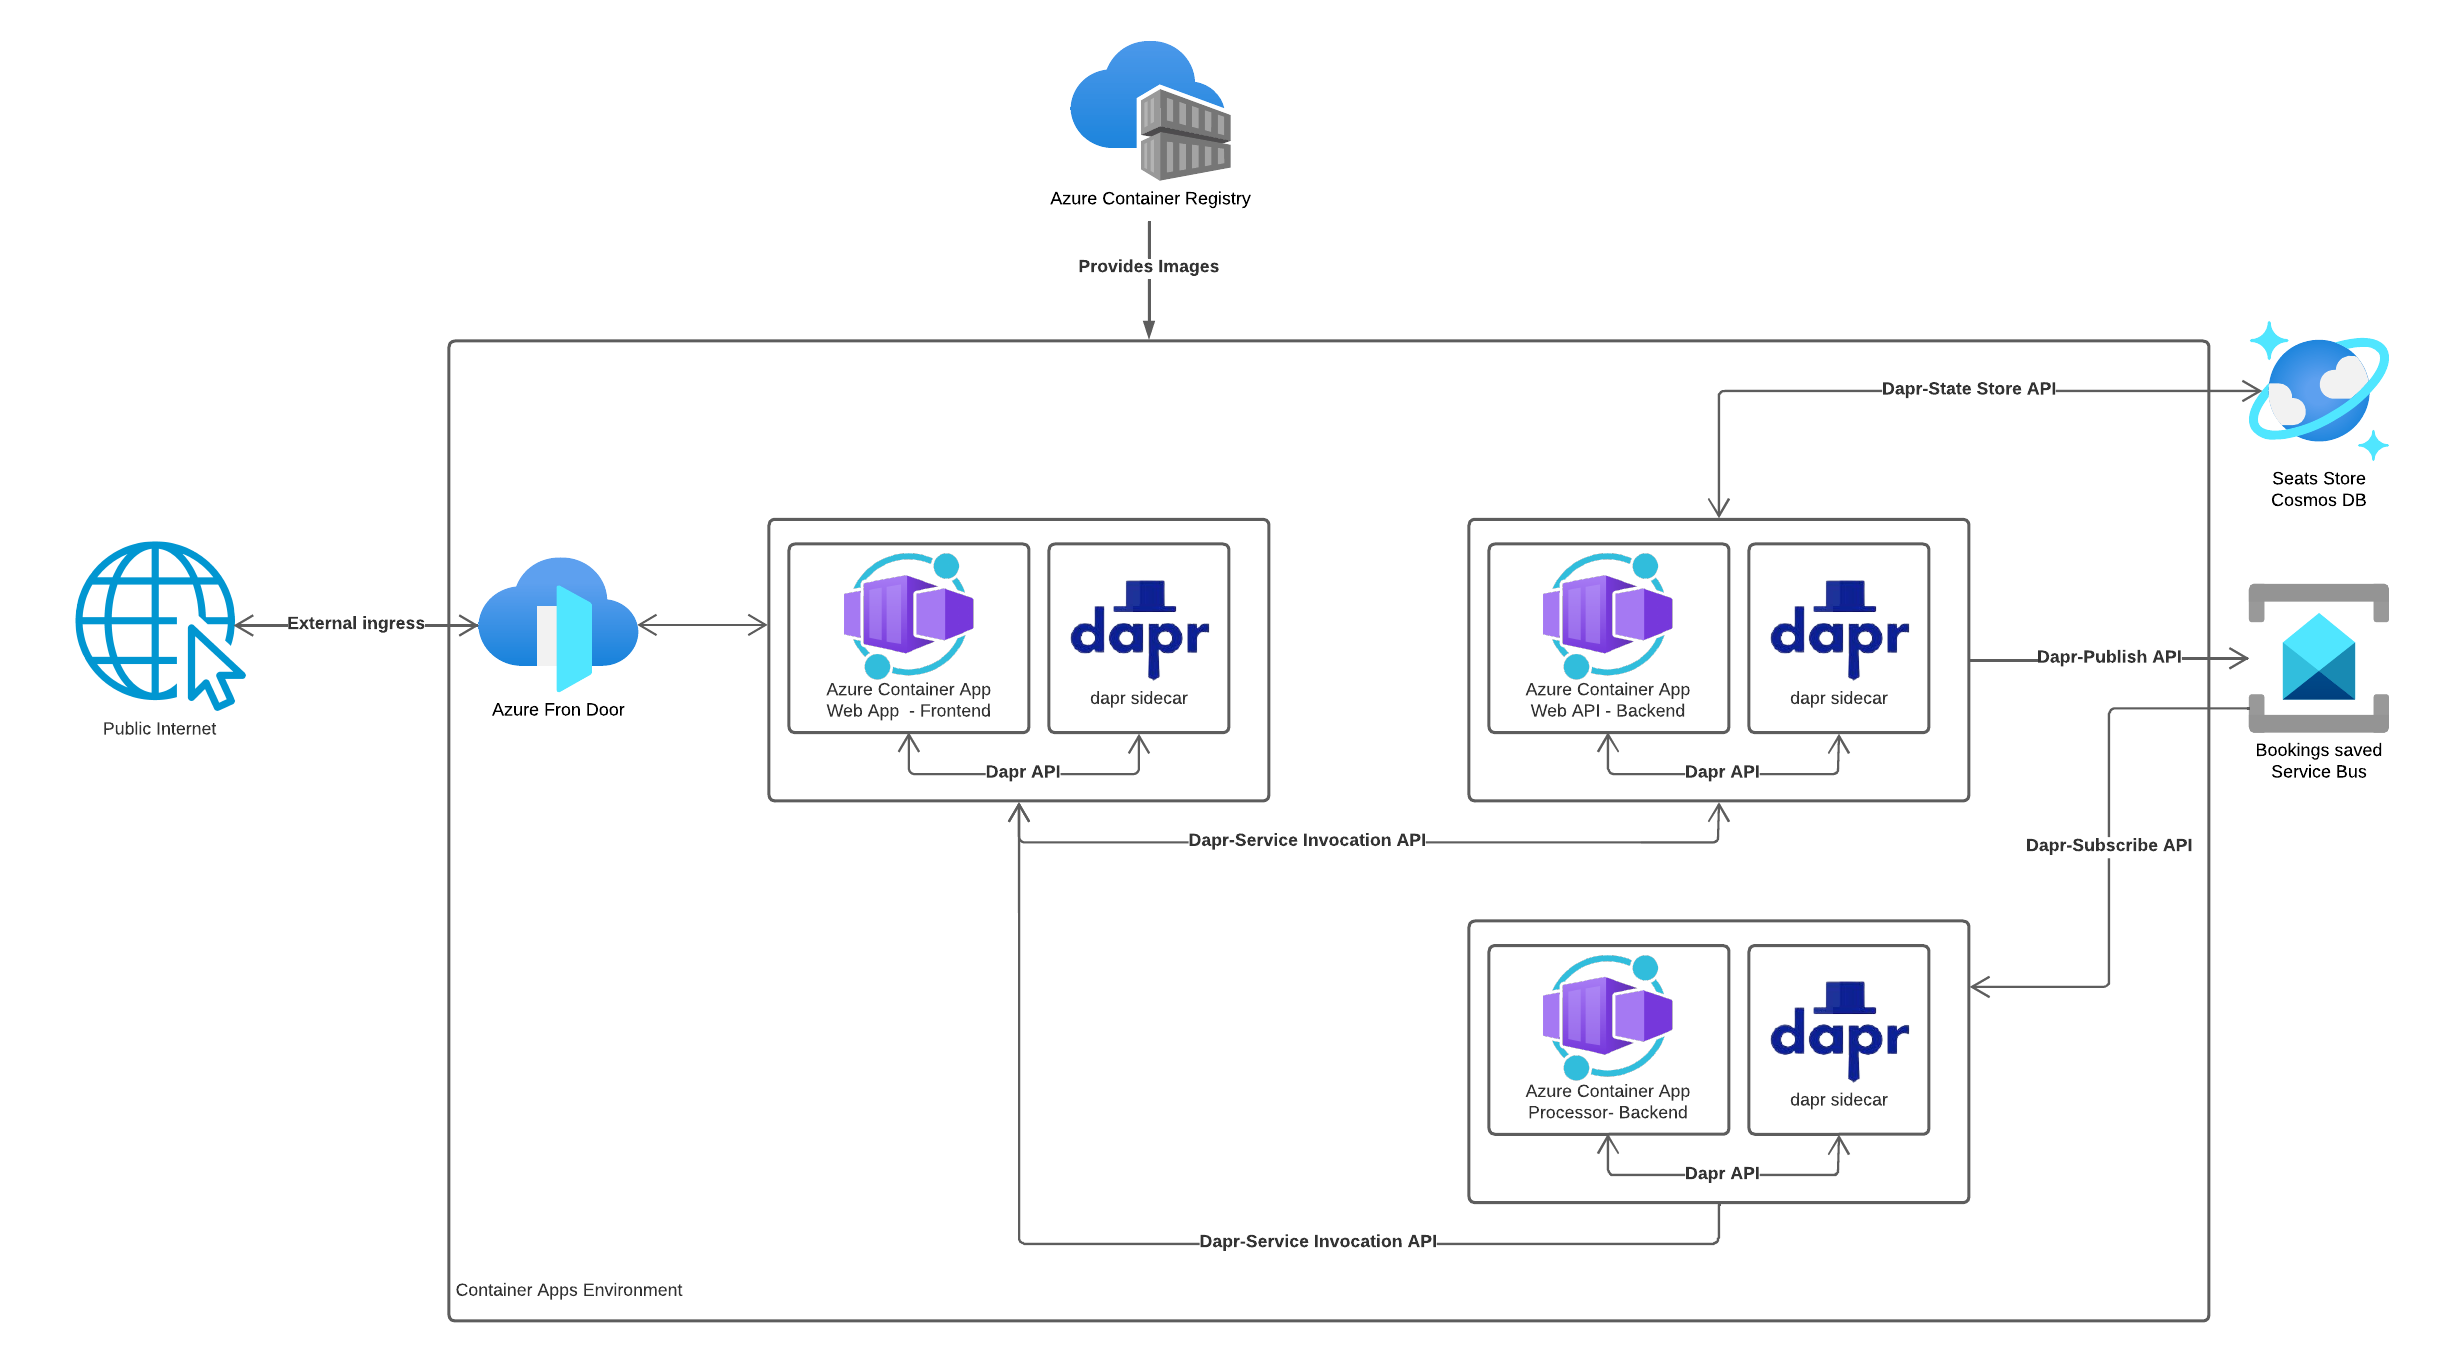 Azure Container Registry
Provides Images
Dapr-State Store API
Seats Store
Cosmos DB
Public Internet
External ingress
Azure Fron Door
Azure Container App
Web App - Frontend
dapr
dapr sidecar
Dapr API
Azure Container App
Web API - Backend
dapr
dapr sidecar
Dapr API
Dapr-Publish API
Bookings saved
Service Bus
Dapr-Service Invocation API
Dapr-Subscribe API
Azure Container App
Processor- Backend
dapr
dapr sidecar
Dapr API
Dapr-Service Invocation API
Container Apps Environment